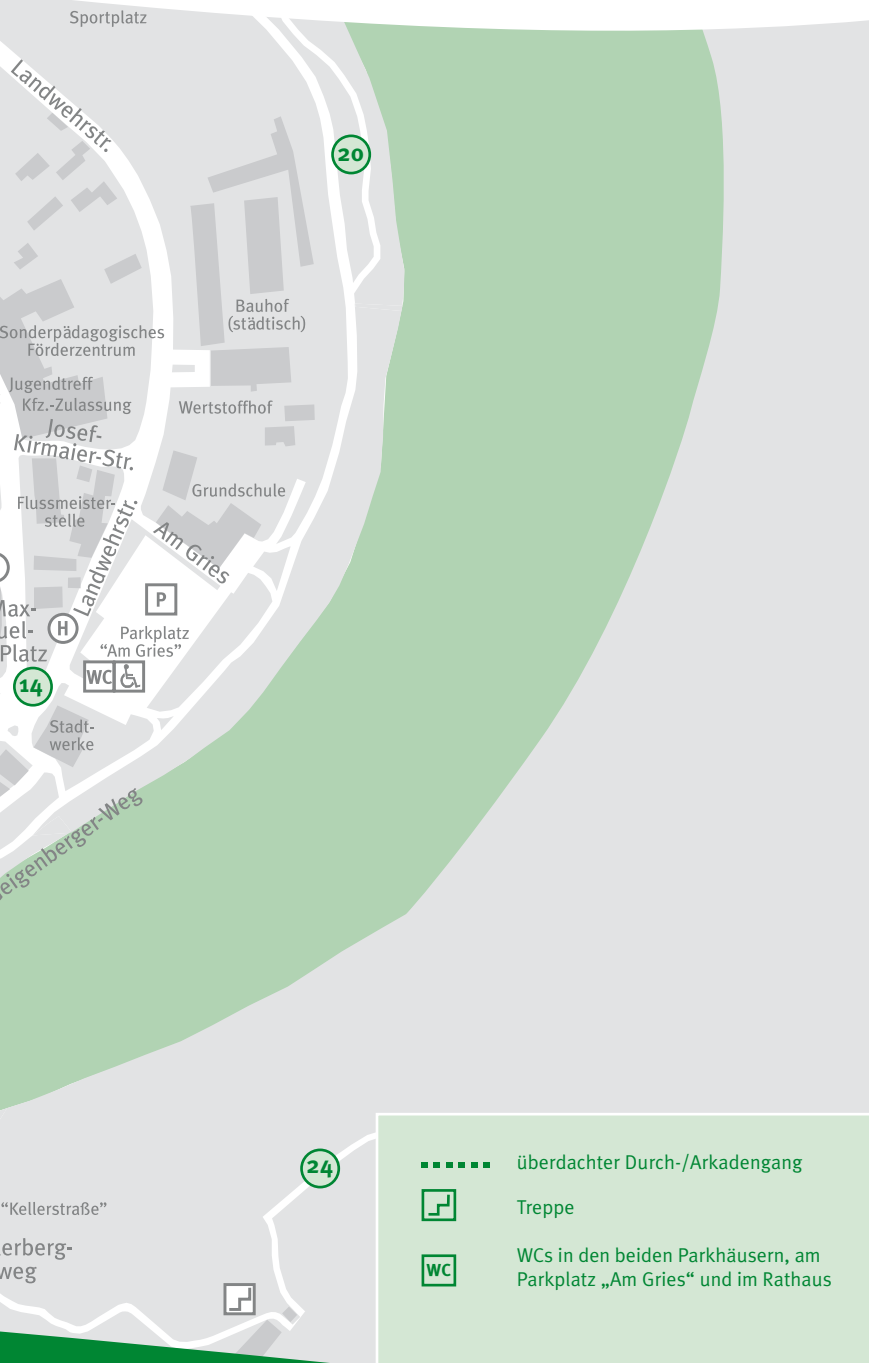 Sportplatz
Landwehrstr.
20
Bauhof
(städtisch)
Sonderpädagogisches
Förderzentrum
Jugendtreff
Kfz.-Zulassung
Wertstoffhof
Josef-
Kirmaier-Str.
Grundschule
Flussmeister-
stelle
Landwehrstr.
Am Gries
P
H
Parkplatz
“Am Gries”
Platz
WC
14
Stadt-
werke
eigenberger-Weg
24
“Kellerstraße”
erberg-
weg
überdachter Durch-/Arkadengang
Treppe
WC
WCs in den beiden Parkhäusern, am
Parkplatz „Am Gries“ und im Rathaus